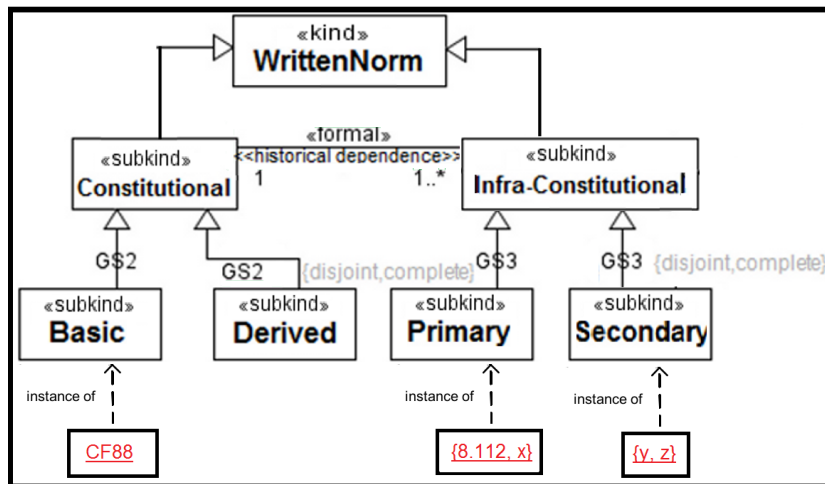 «kind»
WrittenNorm
«formal»
<<historical dependence>>
1
1..*
«subkind»
Constitutional
«subkind»
Infra-Constitutional
GS2
GS2
{disjoint,complete}
GS3
GS3
{disjoint,complete}
«subkind»
Basic
«subkind»
Derived
«subkind»
Primary
«subkind»
Secondary
instance of
instance of
instance of
CF88
{8.112, x}
{y, z}